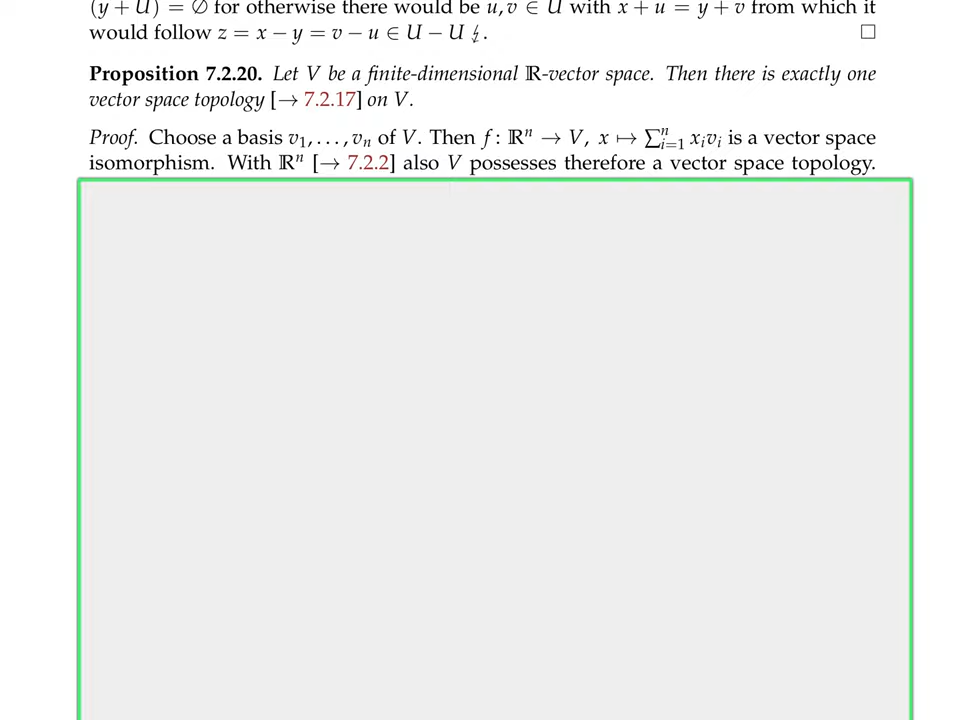 (y + U) = ∅ for otherwise there would be u, v ∈ U with x + u = y + v from which it
would follow z = x − y = v − u ∈ U − U ↯. □
Proposition 7.2.20. Let V be a finite-dimensional ℝ-vector space. Then there is exactly one
vector space topology [→ 7.2.17] on V.
Proof. Choose a basis v₁, . . . , vₙ of V. Then f : ℝⁿ → V, x ↦ ∑ⁿᵢ₌₁ xᵢvᵢ is a vector space
isomorphism. With ℝⁿ [→ 7.2.2] also V possesses therefore a vector space topology.